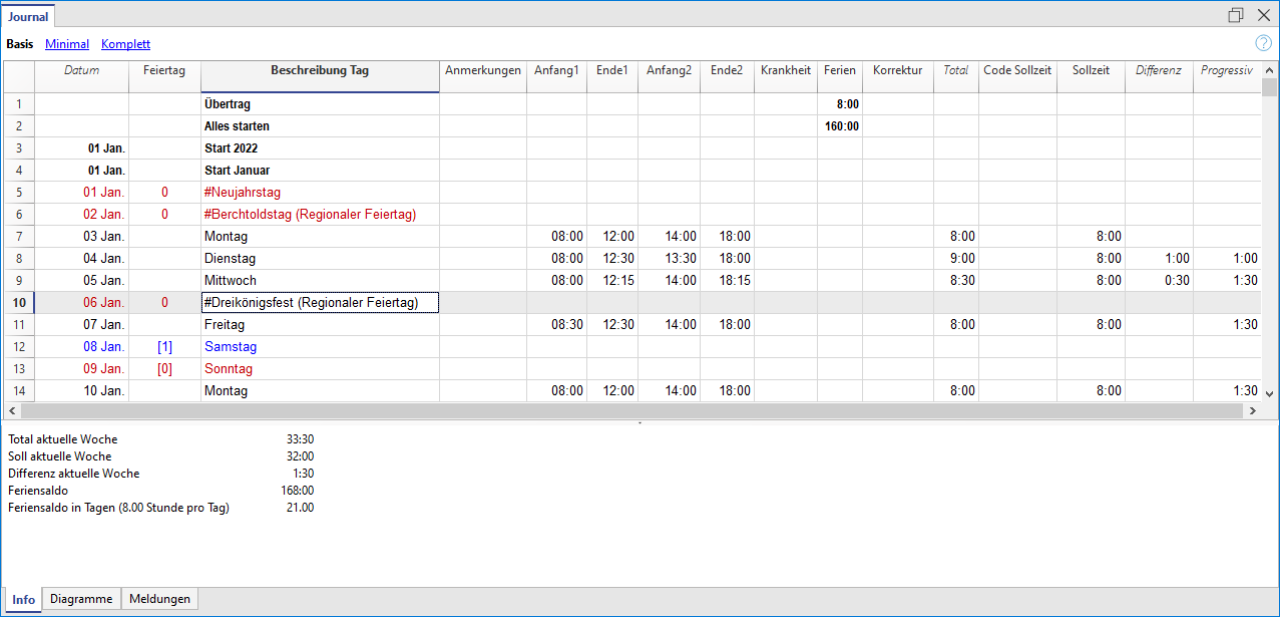 Journal
Basis Minimal Komplett
Datum Feiertag Beschreibung Tag Anmerkungen Anfang1 Ende1 Anfang2 Ende2 Krankheit Ferien Korrektur Total Code Sollzeit Sollzeit Differenz Progressiv
1 Übertrag 8:00
2 Alles starten 160:00
3 01 Jan. Start 2022
4 01 Jan. Start Januar
5 01 Jan. 0 #Neujahrstag
6 02 Jan. 0 #Berchtoldstag (Regionaler Feiertag)
7 03 Jan. Montag 08:00 12:00 14:00 18:00 8:00 8:00
8 04 Jan. Dienstag 08:00 12:30 13:30 18:00 9:00 8:00 1:00 1:00
9 05 Jan. Mittwoch 08:00 12:15 14:00 18:15 8:30 8:00 0:30 1:30
10 06 Jan. 0 #Dreikönigsfest (Regionaler Feiertag)
11 07 Jan. Freitag 08:30 12:30 14:00 18:00 8:00 8:00 1:30
12 08 Jan. [1] Samstag
13 09 Jan. [0] Sonntag
14 10 Jan. Montag 08:00 12:00 14:00 18:00 8:00 8:00 1:30
Total aktuelle Woche 33:30
Soll aktuelle Woche 32:00
Differenz aktuelle Woche 1:30
Feriensaldo 168:00
Feriensaldo in Tagen (8.00 Stunde pro Tag) 21.00
Info Diagramme Meldungen